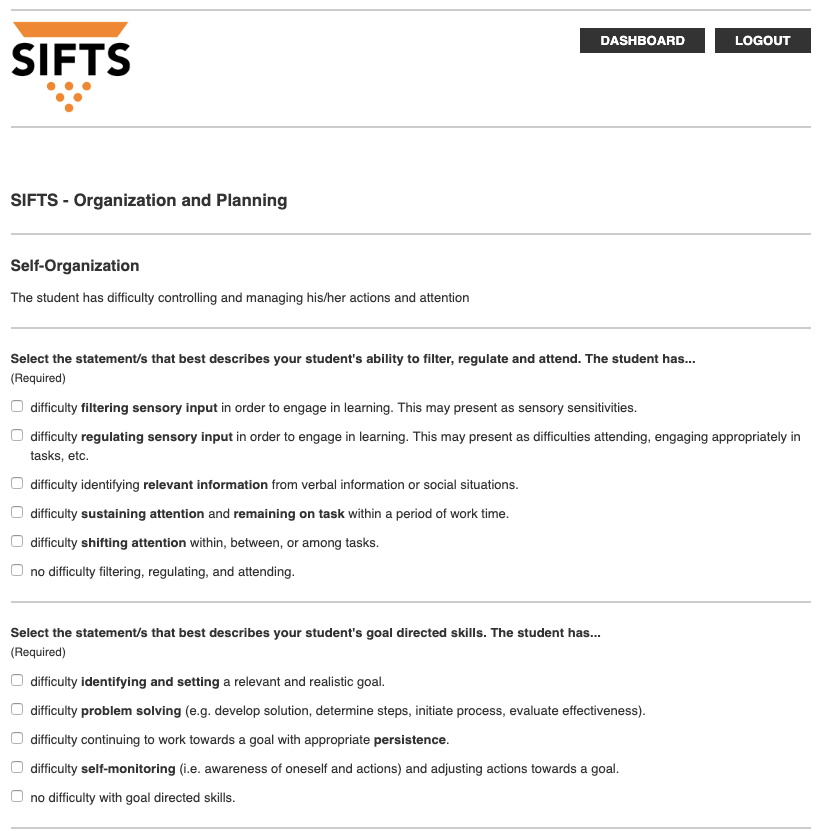 SIFTS
DASHBOARD
LOGOUT
SIFTS - Organization and Planning
Self-Organization
The student has difficulty controlling and managing his/her actions and attention
Select the statement/s that best describes your student's ability to filter, regulate and attend. The student has...
(Required)
difficulty filtering sensory input in order to engage in learning. This may present as sensory sensitivities.
difficulty regulating sensory input in order to engage in learning. This may present as difficulties attending, engaging appropriately in
tasks, etc.
difficulty identifying relevant information from verbal information or social situations.
difficulty sustaining attention and remaining on task within a period of work time.
difficulty shifting attention within, between, or among tasks.
no difficulty filtering, regulating, and attending.
Select the statement/s that best describes your student's goal directed skills. The student has...
(Required)
difficulty identifying and setting a relevant and realistic goal.
difficulty problem solving (e.g. develop solution, determine steps, initiate process, evaluate effectiveness).
difficulty continuing to work towards a goal with appropriate persistence.
difficulty self-monitoring (i.e. awareness of oneself and actions) and adjusting actions towards a goal.
no difficulty with goal directed skills.